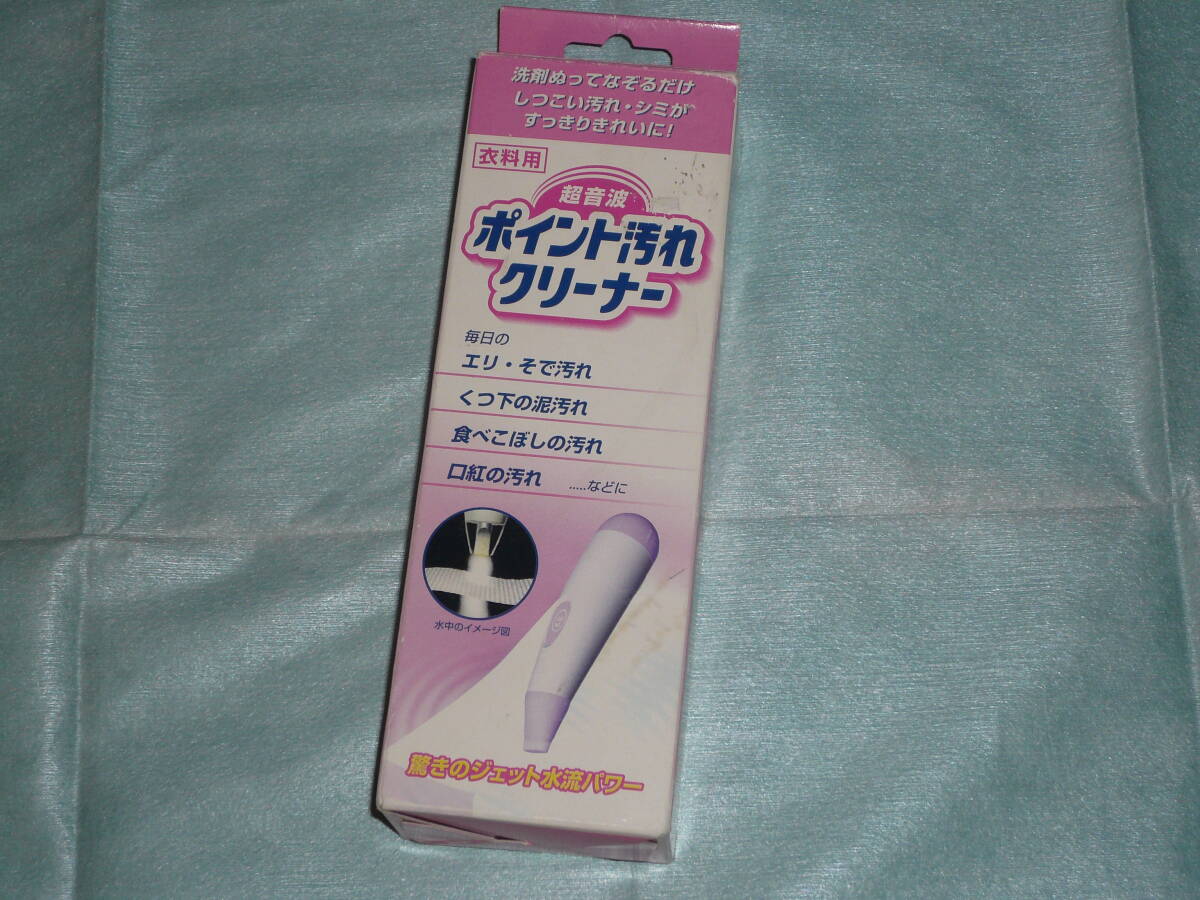 洗剤ぬってなぞるだけ
しつこい汚れ・シミが
すっきりきれいに!
衣料用
超音波
ポイント汚れ
クリーナー
毎日の
エリ・そで汚れ
くつ下の泥汚れ
食べこぼしの汚れ
口紅の汚れ .....などに
水中のイメージ図
驚きのジェット水流パワー